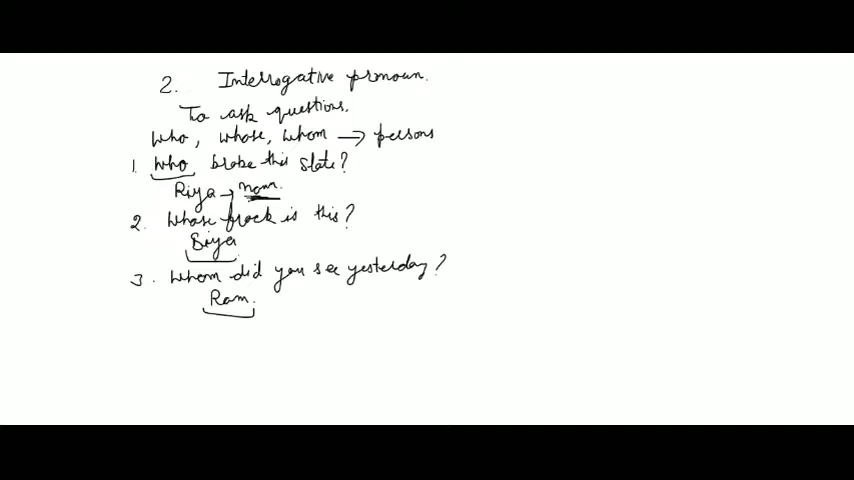 2. Interrogative pronoun.
To ask questions.
Who, whose, whom → persons
1. Who broke this slate?
Riya → noun.
2. Whose frock is this?
Siya
3. Whom did you see yesterday?
Ram.